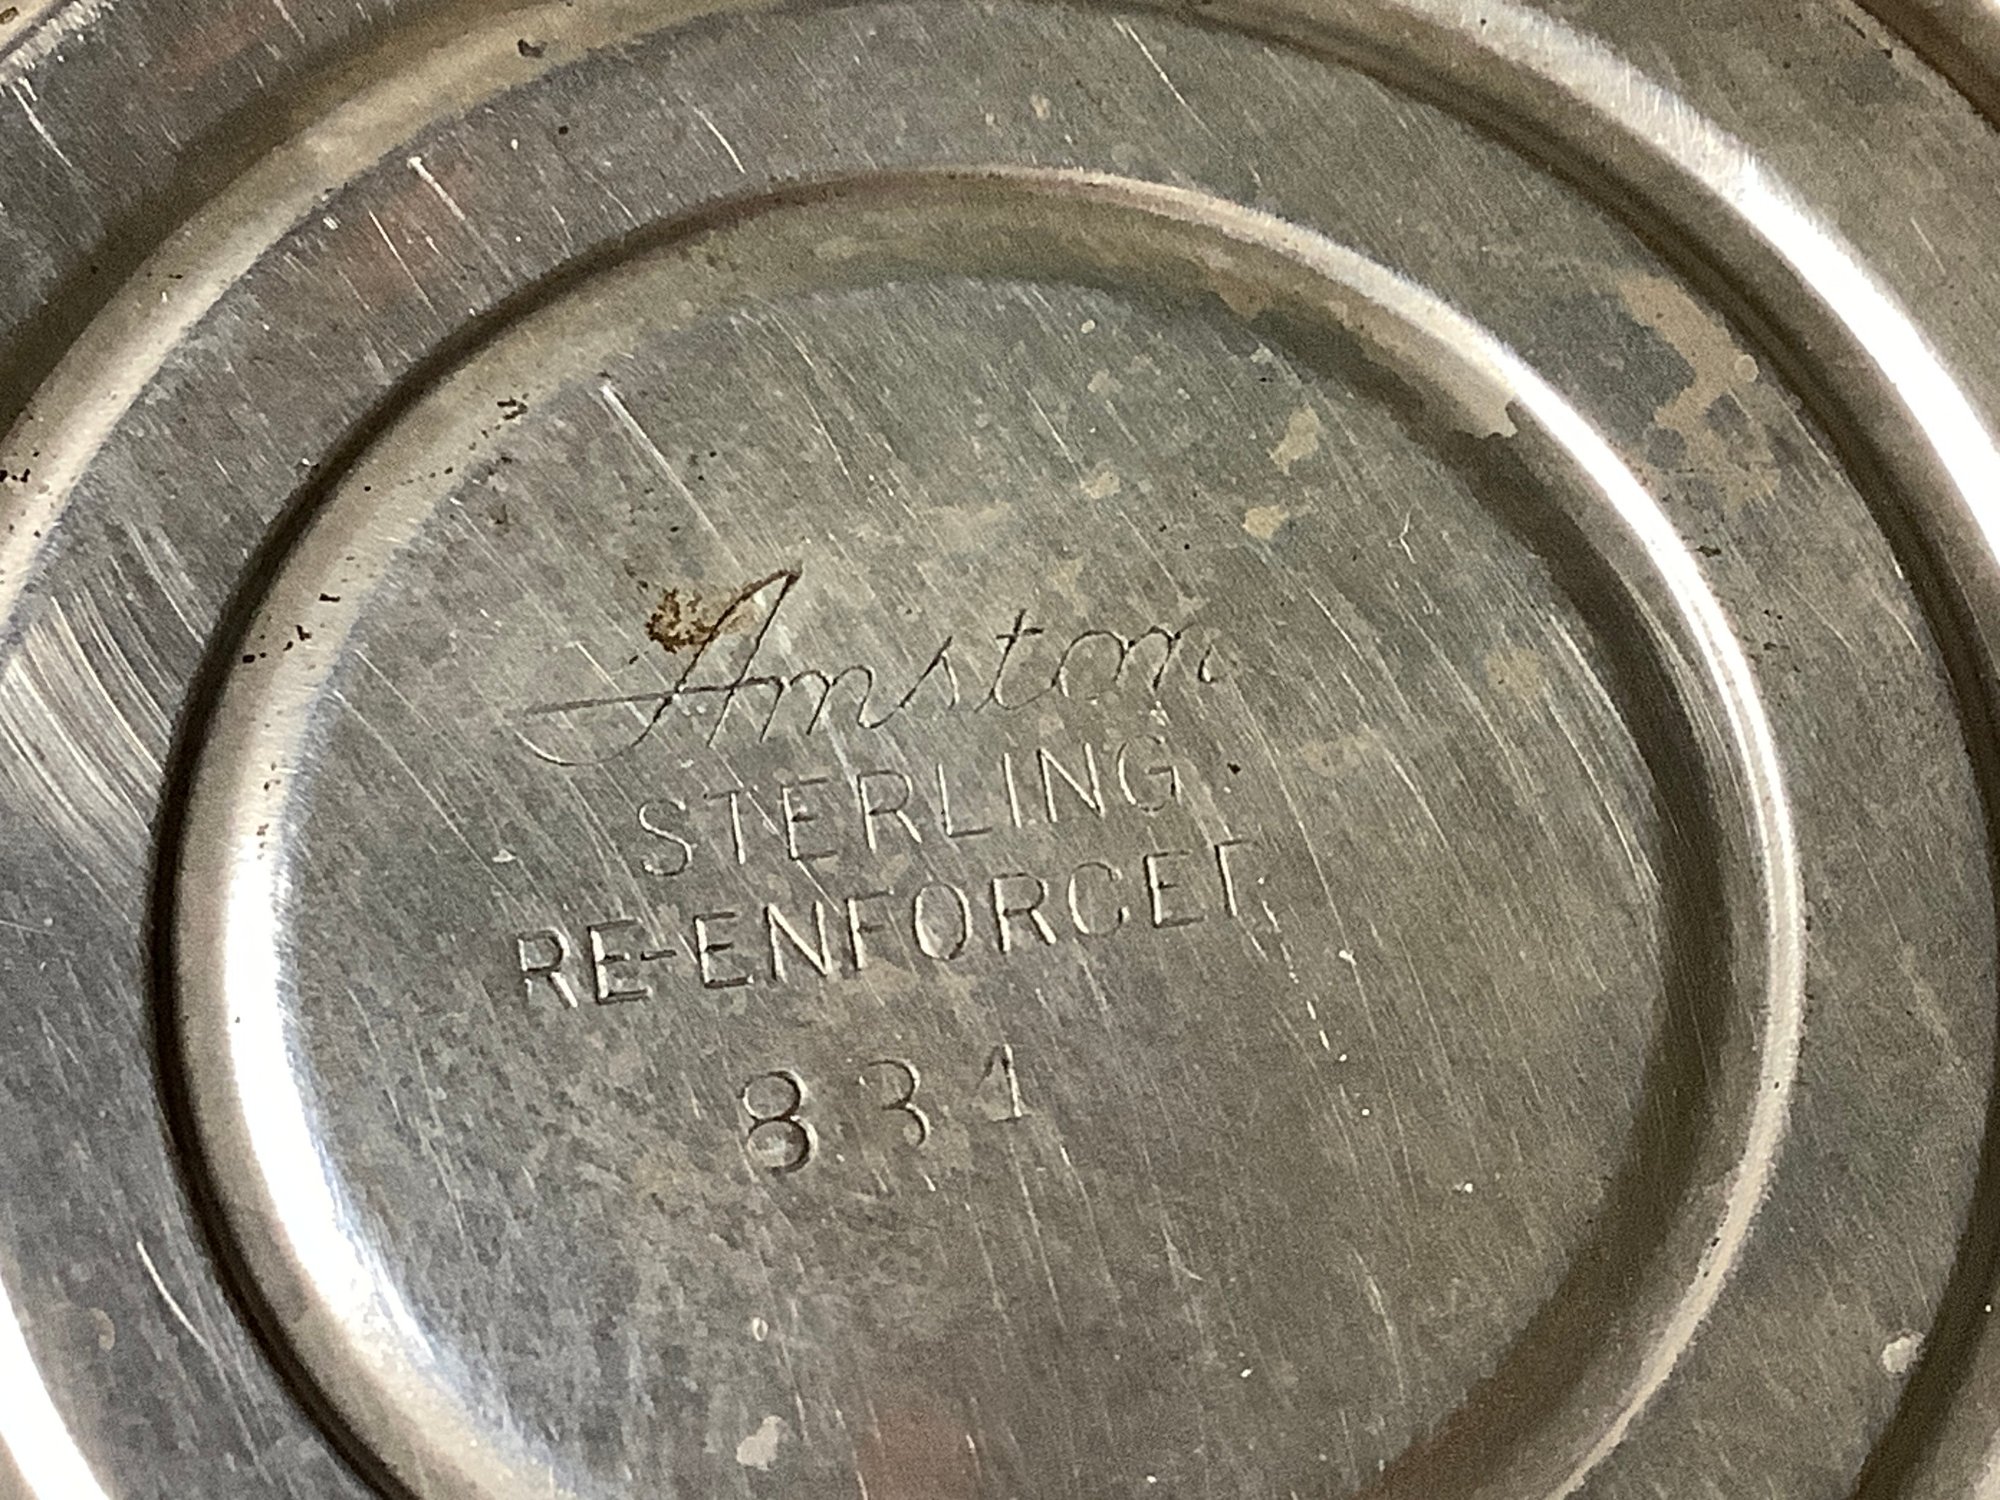 Amston
STERLING
RE-ENFORCED
831